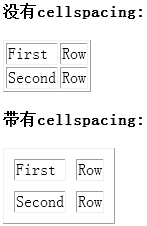 没有cellspacing:
First Row
Second Row
带有cellspacing:
First Row
Second Row